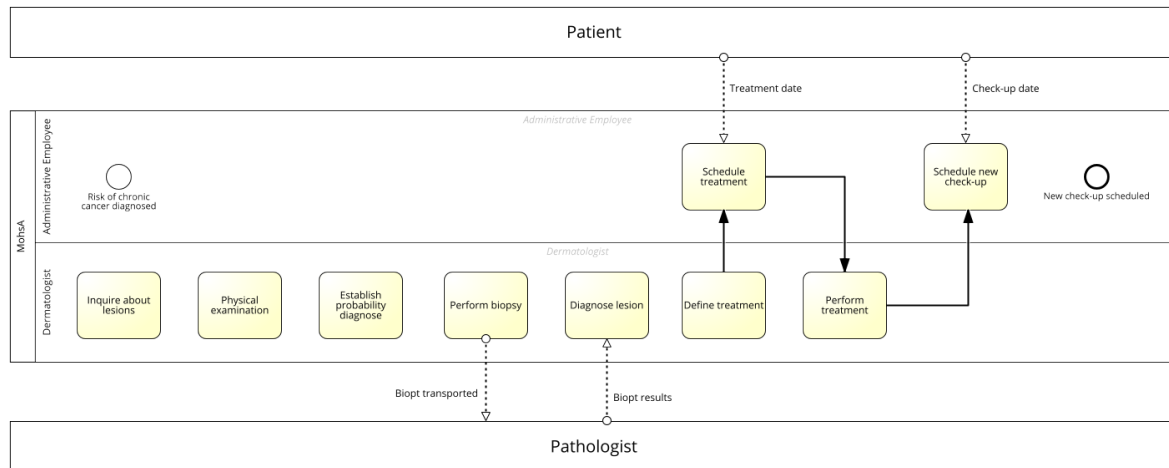 Patient
Treatment date
Check-up date
MohsA
Administrative Employee
Administrative Employee
Risk of chronic
cancer diagnosed
Schedule
treatment
Schedule new
check-up
New check-up scheduled
Dermatologist
Dermatologist
Inquire about
lesions
Physical
examination
Establish
probability
diagnose
Perform biopsy
Diagnose lesion
Define treatment
Perform
treatment
Biopt transported
Biopt results
Pathologist